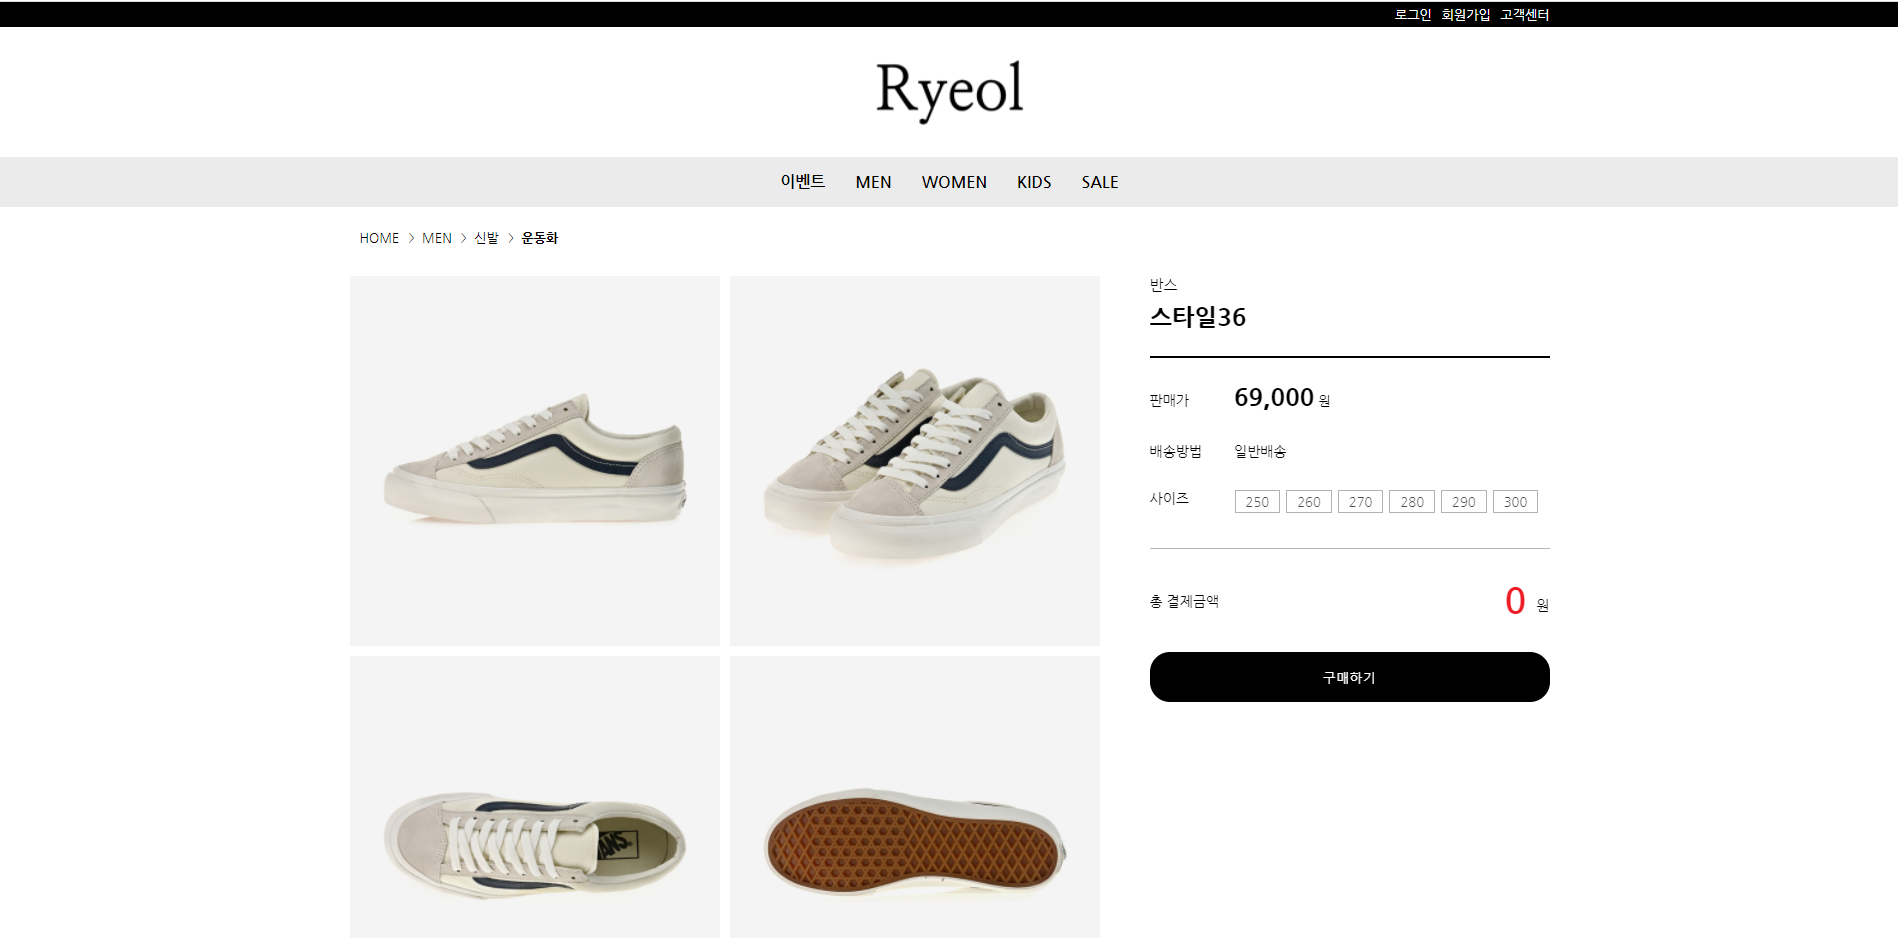 로그인 회원가입 고객센터
Ryeol
이벤트 MEN WOMEN KIDS SALE
HOME > MEN > 신발 > 운동화
반스
스타일36
판매가 69,000 원
배송방법 일반배송
사이즈 250 260 270 280 290 300
총 결제금액 0 원
구매하기
VANS